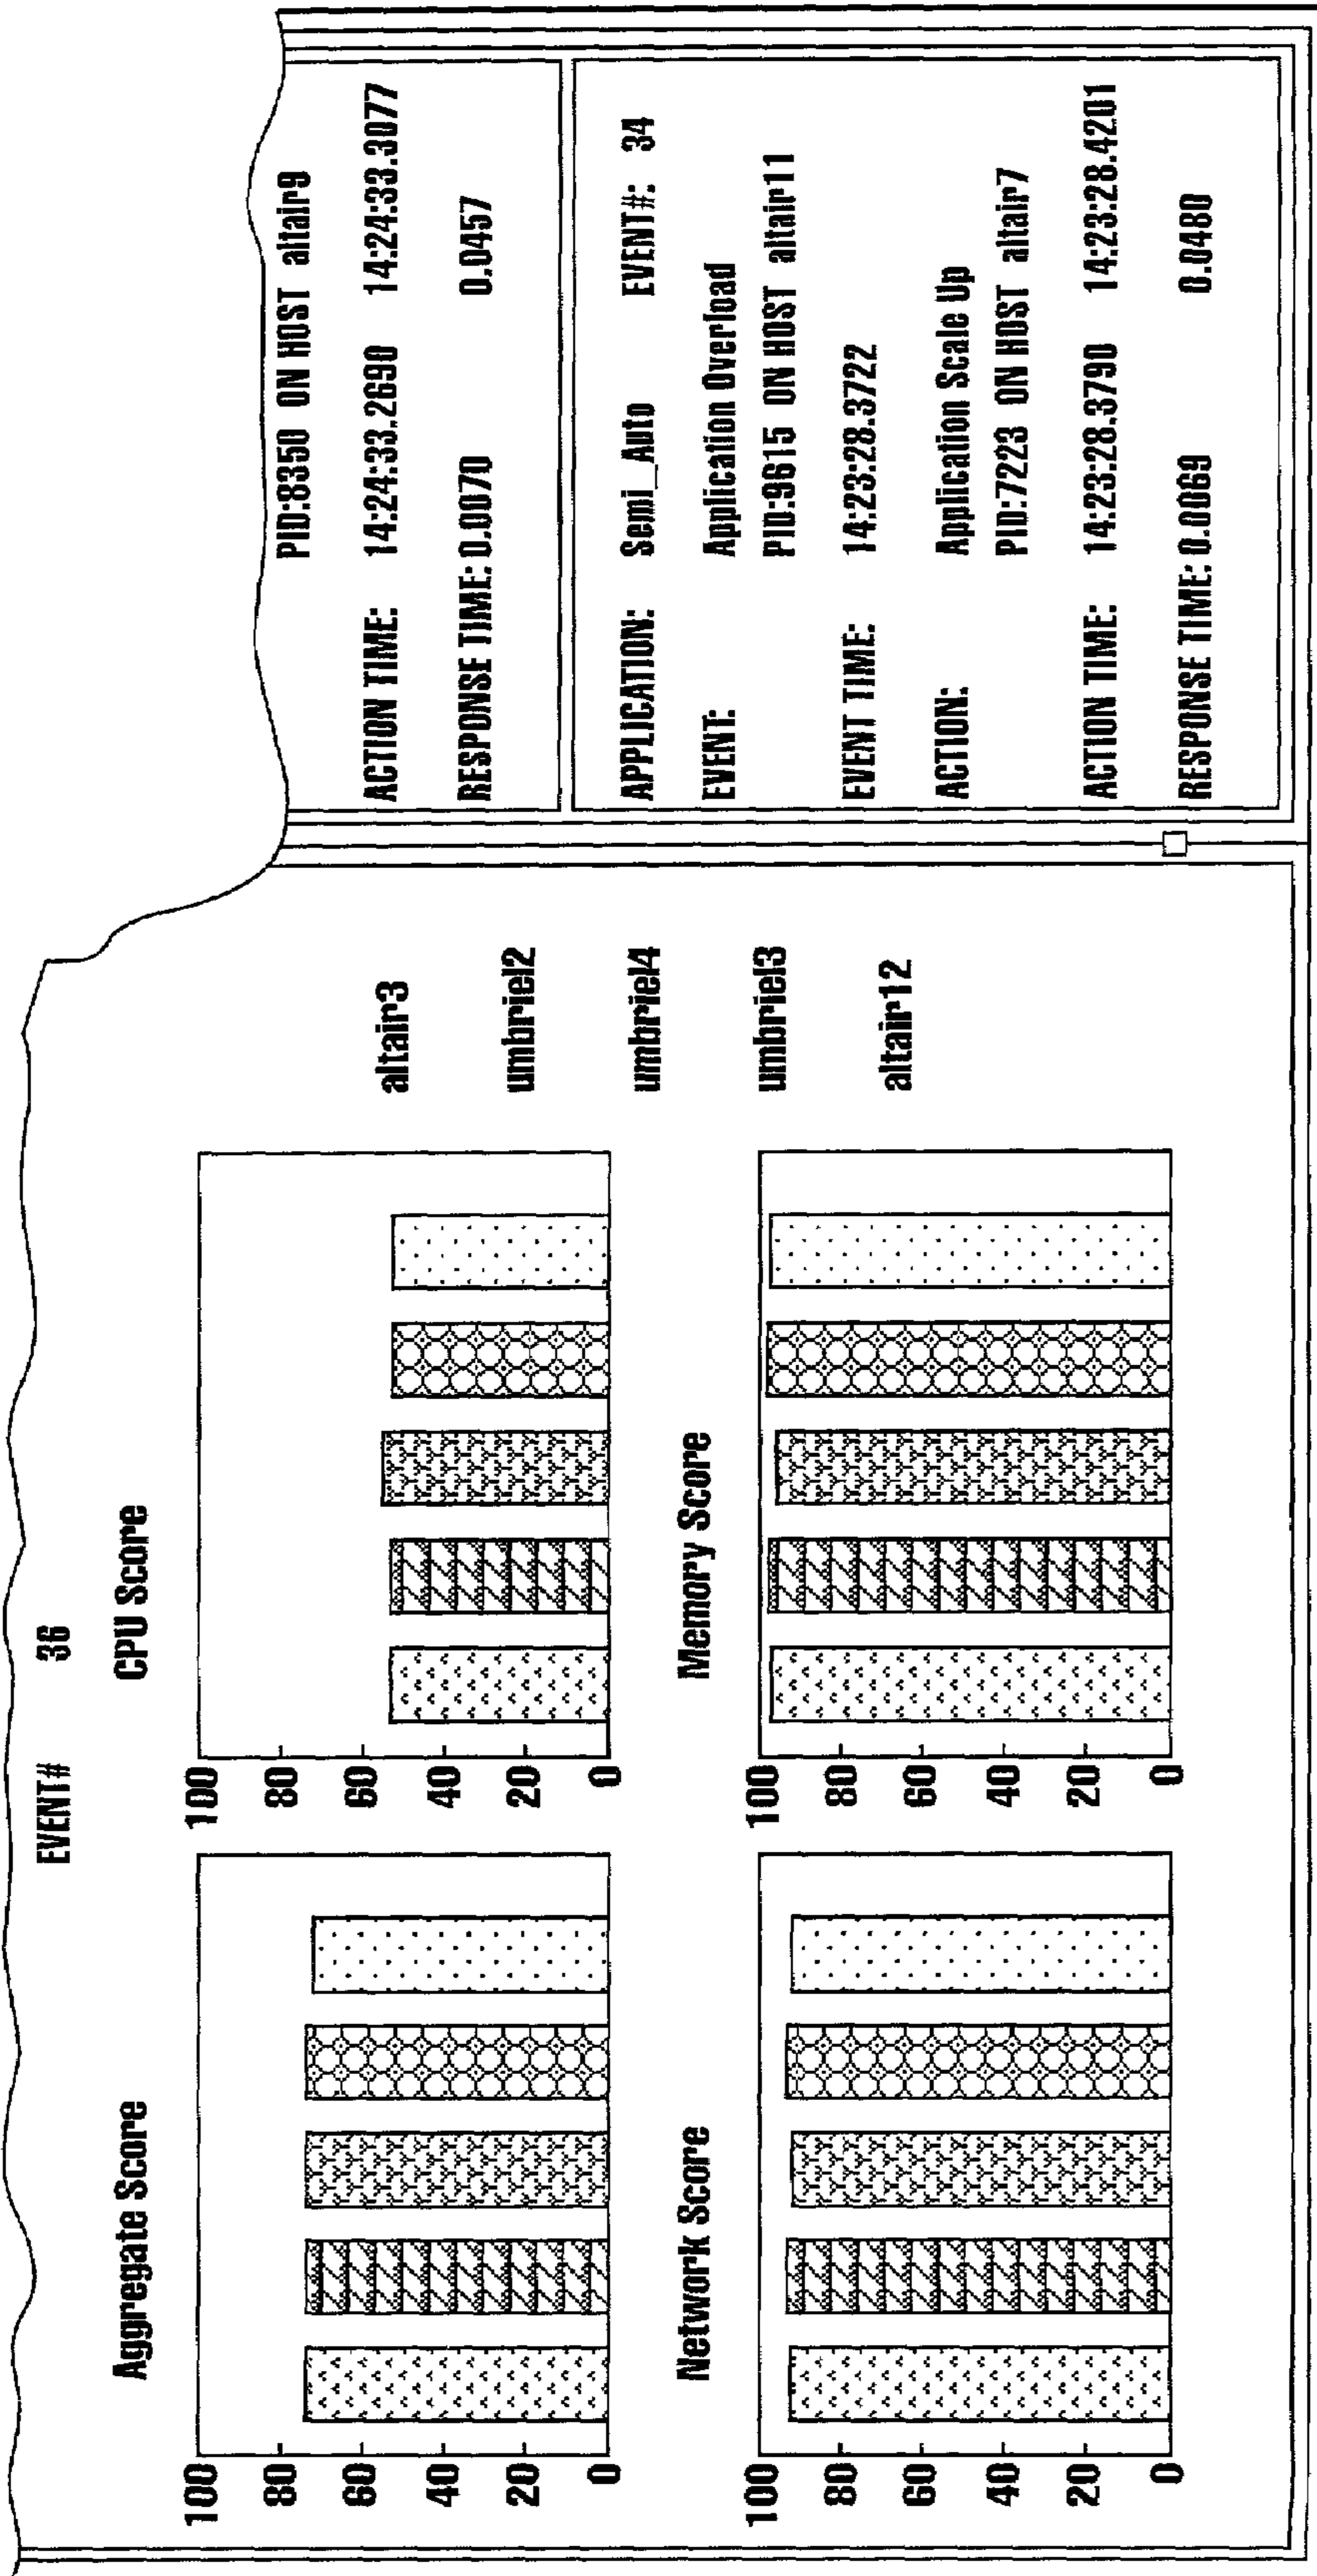 EVENT# 36
Aggregate Score
100
80
60
40
20
0
CPU Score
100
80
60
40
20
0
Network Score
100
80
60
40
20
0
Memory Score
100
80
60
40
20
0
altair3
umbriel2
umbriel4
umbriel3
altair12
PID:8350 ON HOST altair9
ACTION TIME: 14:24:33.2690 14:24:33.3077
RESPONSE TIME: 0.0070 0.0457
APPLICATION: Semi_Auto EVENT#: 34
EVENT: Application Overload
PID:9615 ON HOST altair11
EVENT TIME: 14:23:28.3722
ACTION: Application Scale Up
PID:7223 ON HOST altair7
ACTION TIME: 14:23:28.3790 14:23:28.4201
RESPONSE TIME: 0.0069 0.0480